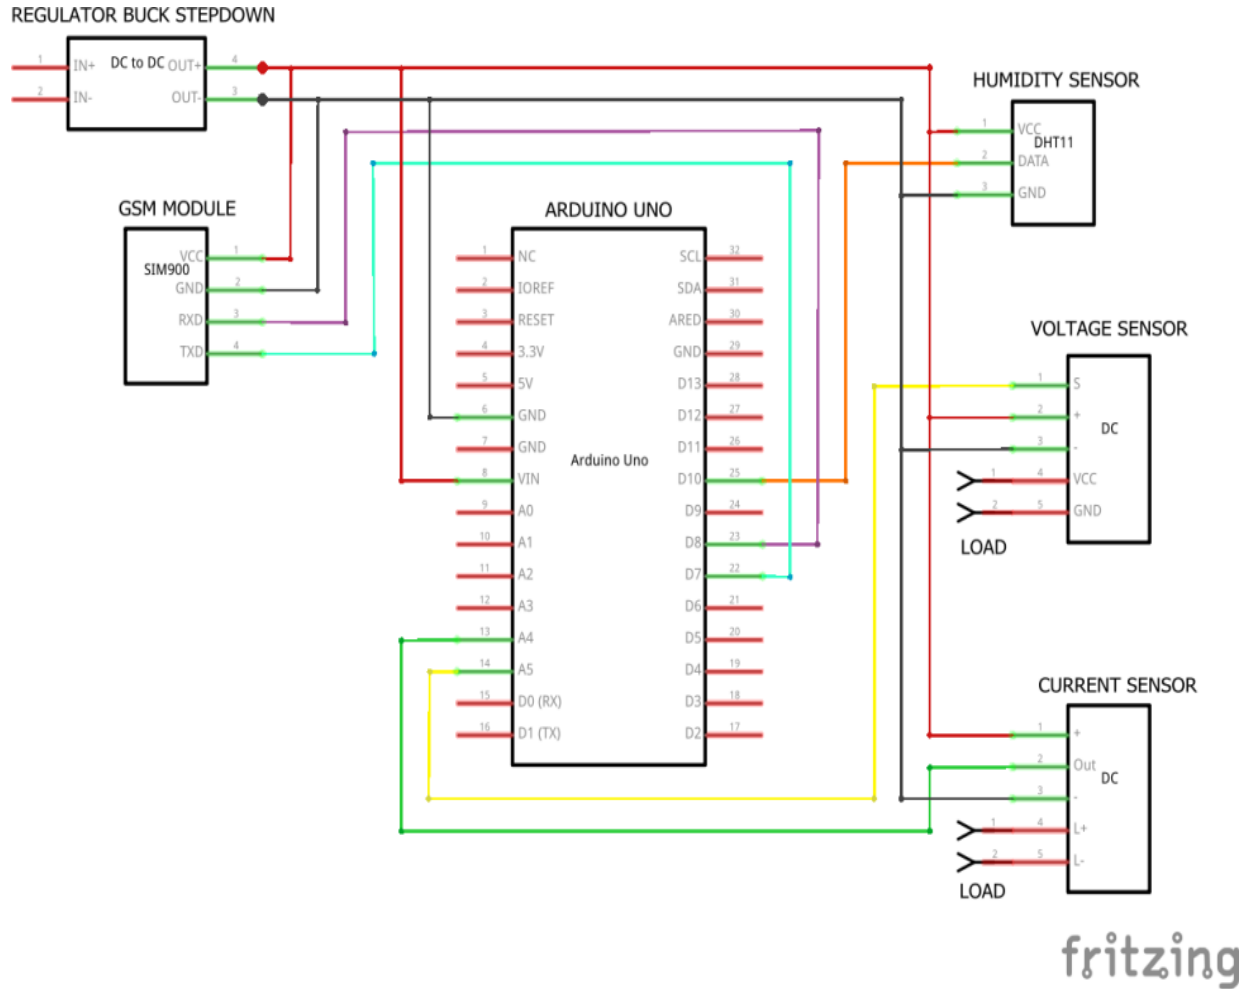 REGULATOR BUCK STEPDOWN
1 IN+ DC to DC OUT+ 4
2 IN- OUT- 3
GSM MODULE
SIM900
VCC 1
GND 2
RXD 3
TXD 4
ARDUINO UNO
Arduino Uno
1 NC SCL 32
2 IOREF SDA 31
3 RESET ARED 30
4 3.3V GND 29
5 5V D13 28
6 GND D12 27
7 GND D11 26
8 VIN D10 25
9 A0 D9 24
10 A1 D8 23
11 A2 D7 22
12 A3 D6 21
13 A4 D5 20
14 A5 D4 19
15 D0 (RX) D3 18
16 D1 (TX) D2 17
HUMIDITY SENSOR
1 VCC
DHT11
2 DATA
3 GND
VOLTAGE SENSOR
1 S
2 +
DC
3 -
1 4 VCC
2 5 GND
LOAD
CURRENT SENSOR
1 +
2 Out
DC
3 -
1 4 L+
2 5 L-
LOAD
fritzing